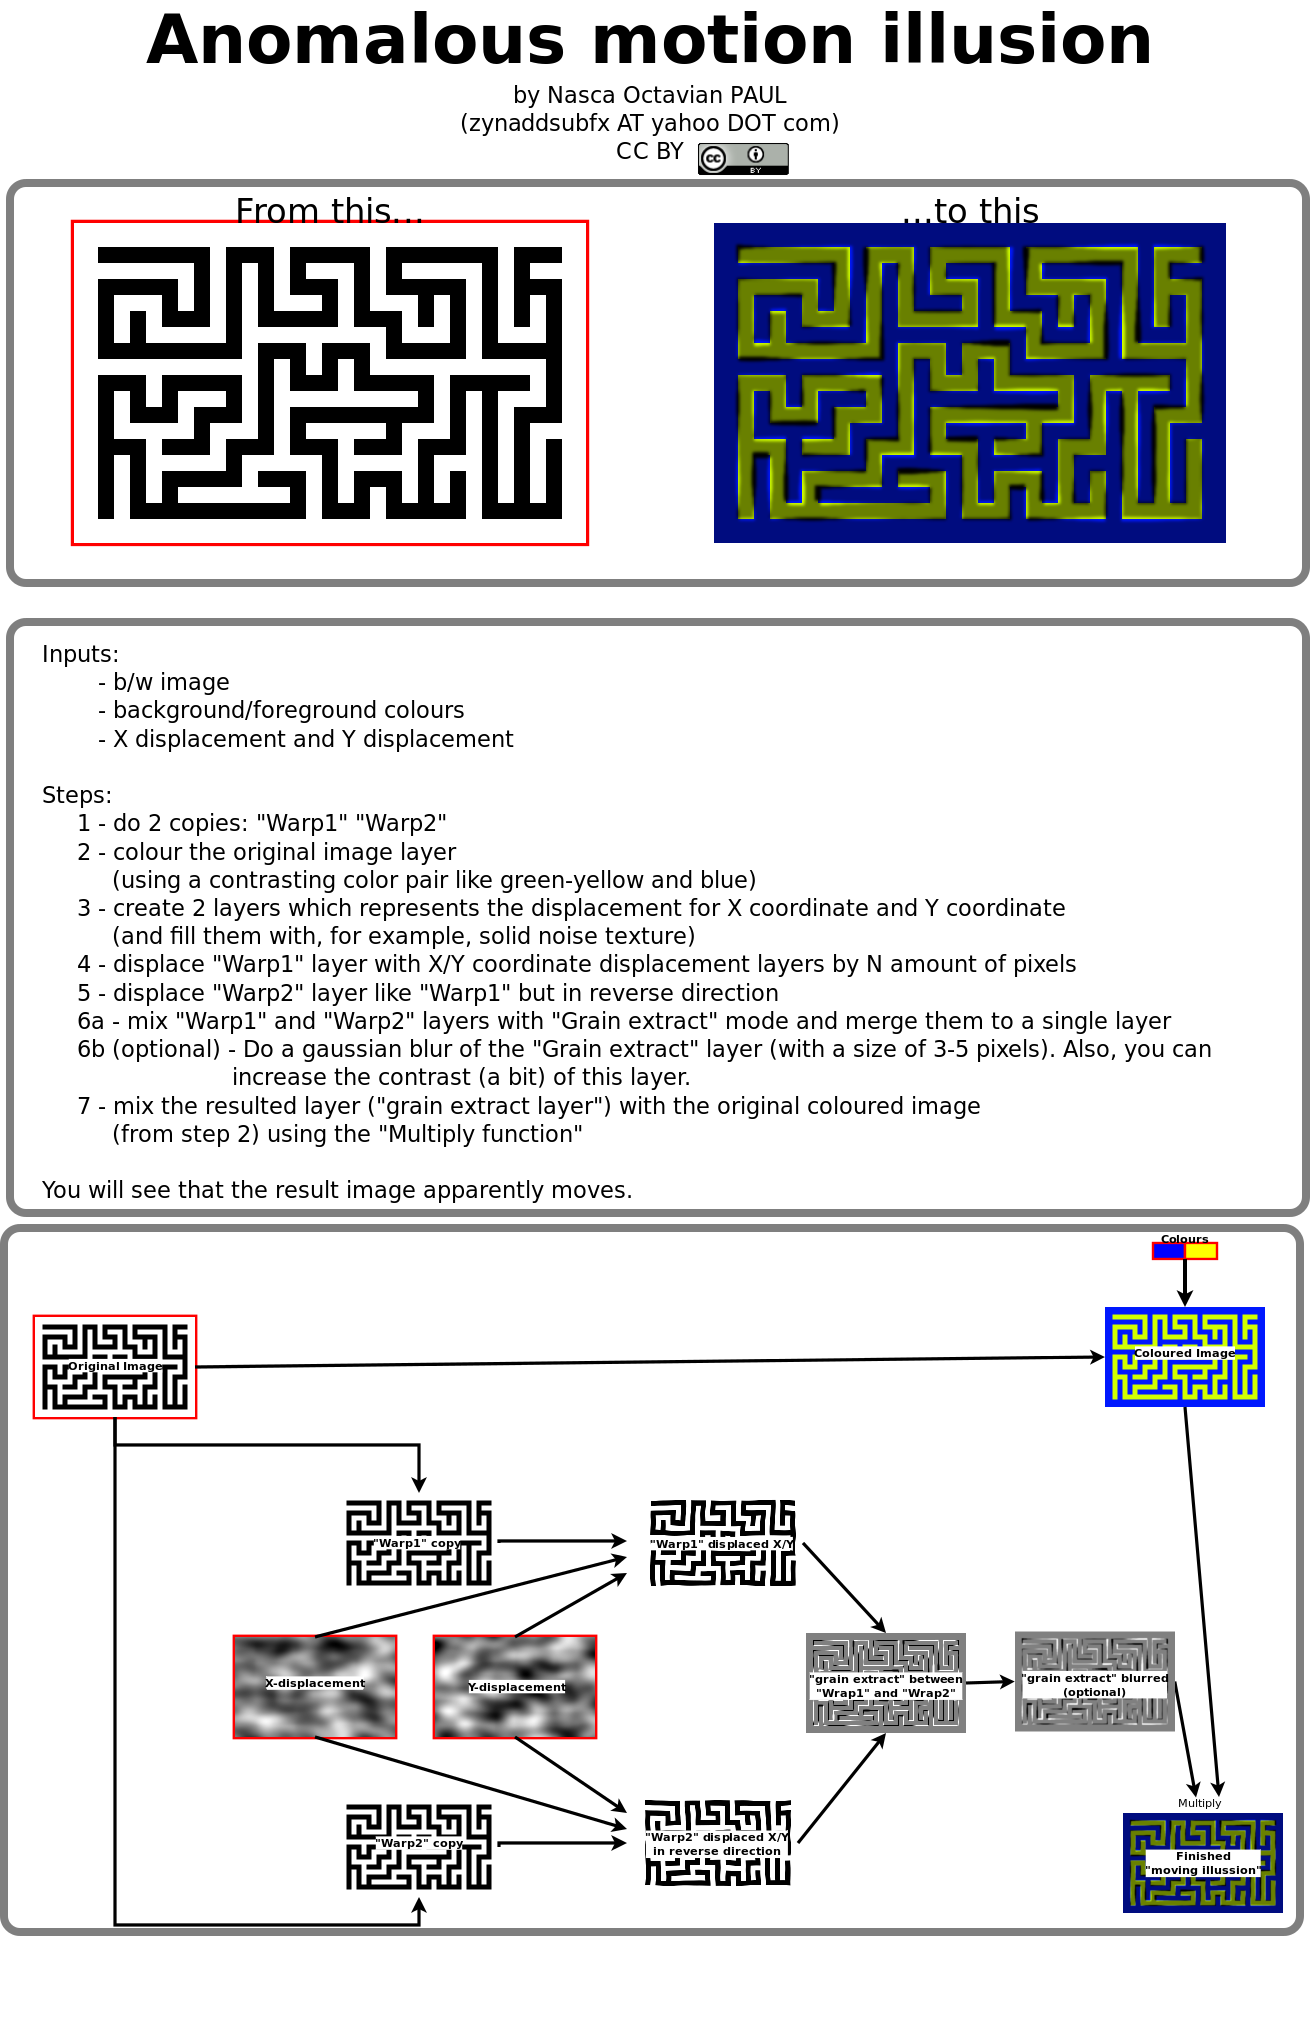 Anomalous motion illusion
by Nasca Octavian PAUL
(zynaddsubfx AT yahoo DOT com)
CC BY
cc
BY
From this...
...to this
Inputs:
- b/w image
- background/foreground colours
- X displacement and Y displacement
Steps:
1 - do 2 copies: "Warp1" "Warp2"
2 - colour the original image layer
(using a contrasting color pair like green-yellow and blue)
3 - create 2 layers which represents the displacement for X coordinate and Y coordinate
(and fill them with, for example, solid noise texture)
4 - displace "Warp1" layer with X/Y coordinate displacement layers by N amount of pixels
5 - displace "Warp2" layer like "Warp1" but in reverse direction
6a - mix "Warp1" and "Warp2" layers with "Grain extract" mode and merge them to a single layer
6b (optional) - Do a gaussian blur of the "Grain extract" layer (with a size of 3-5 pixels). Also, you can
increase the contrast (a bit) of this layer.
7 - mix the resulted layer ("grain extract layer") with the original coloured image
(from step 2) using the "Multiply function"
You will see that the result image apparently moves.
Colours
Original Image
Coloured Image
"Warp1" copy
"Warp1" displaced X/Y
X-displacement
Y-displacement
"grain extract" between
"Wrap1" and "Wrap2"
"grain extract" blurred
(optional)
Multiply
"Warp2" copy
"Warp2" displaced X/Y
in reverse direction
Finished
"moving illussion"